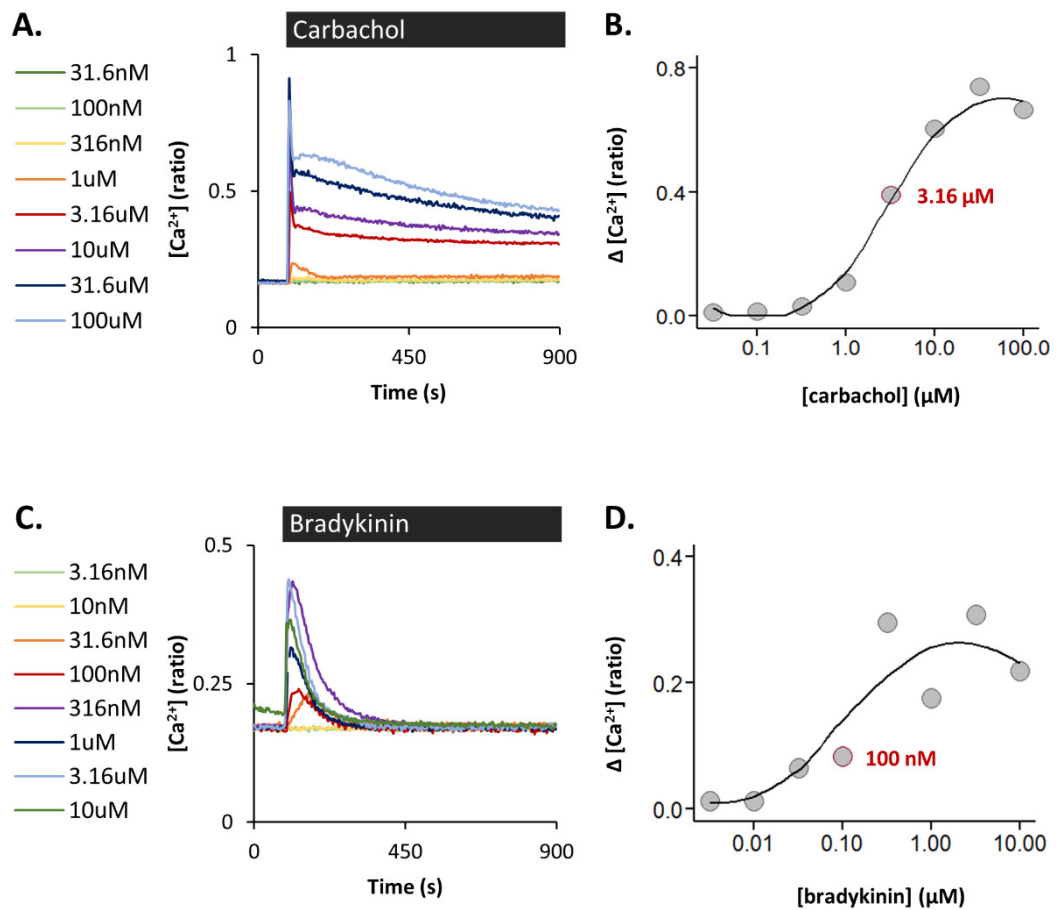 A.
Carbachol
31.6nM
100nM
316nM
1uM
3.16uM
10uM
31.6uM
100uM
[Ca²⁺] (ratio)
1
0.5
0
0
450
900
Time (s)
B.
Δ [Ca²⁺] (ratio)
0.8
0.4
0.0
3.16 μM
0.1
1.0
10.0
100.0
[carbachol] (μM)
C.
Bradykinin
3.16nM
10nM
31.6nM
100nM
316nM
1uM
3.16uM
10uM
[Ca²⁺] (ratio)
0.5
0.25
0
0
450
900
Time (s)
D.
Δ [Ca²⁺] (ratio)
0.4
0.2
0.0
100 nM
0.01
0.10
1.00
10.00
[bradykinin] (μM)